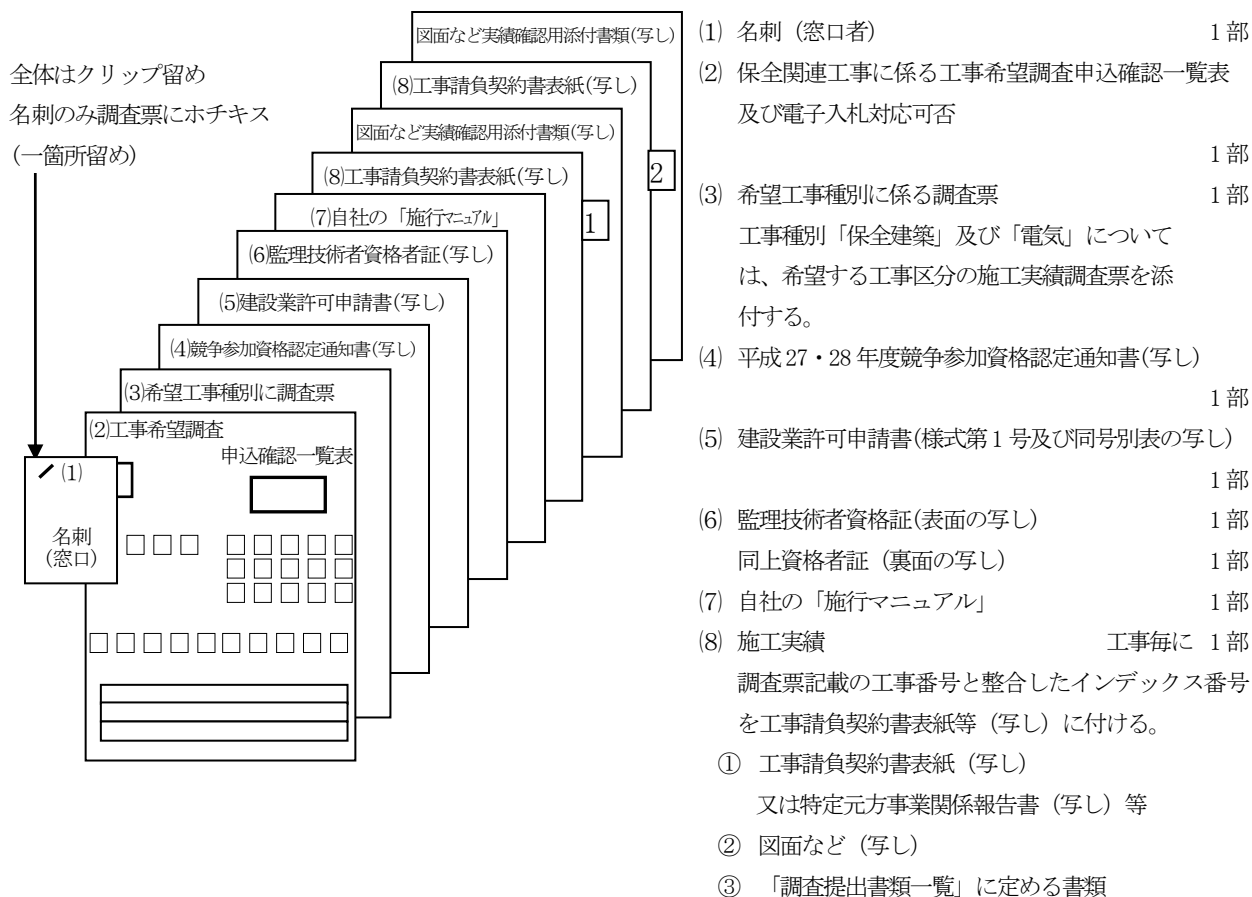 全体はクリップ留め
名刺のみ調査票にホチキス
(一箇所留め)
図面など実績確認用添付書類(写し)
(8)工事請負契約書表紙(写し)
図面など実績確認用添付書類(写し)
2
(8)工事請負契約書表紙(写し)
1
(7)自社の「施行マニュアル」
(6)監理技術者資格者証(写し)
(5)建設業許可申請書(写し)
(4)競争参加資格認定通知書(写し)
(3)希望工事種別に調査票
(2)工事希望調査
申込確認一覧表
(1)
名刺
(窓口)
□□□ □□□□□
□□□□□
□□□□□
□□□□□□□□□□
(1) 名刺(窓口者) 1部
(2) 保全関連工事に係る工事希望調査申込確認一覧表
及び電子入札対応可否
1部
(3) 希望工事種別に係る調査票 1部
工事種別「保全建築」及び「電気」について
は、希望する工事区分の施工実績調査票を添
付する。
(4) 平成27・28年度競争参加資格認定通知書(写し)
1部
(5) 建設業許可申請書(様式第1号及び同号別表の写し)
1部
(6) 監理技術者資格証(表面の写し) 1部
同上資格者証(裏面の写し) 1部
(7) 自社の「施行マニュアル」 1部
(8) 施工実績 工事毎に 1部
調査票記載の工事番号と整合したインデックス番号
を工事請負契約書表紙等(写し)に付ける。
① 工事請負契約書表紙(写し)
又は特定元方事業関係報告書(写し)等
② 図面など(写し)
③ 「調査提出書類一覧」に定める書類